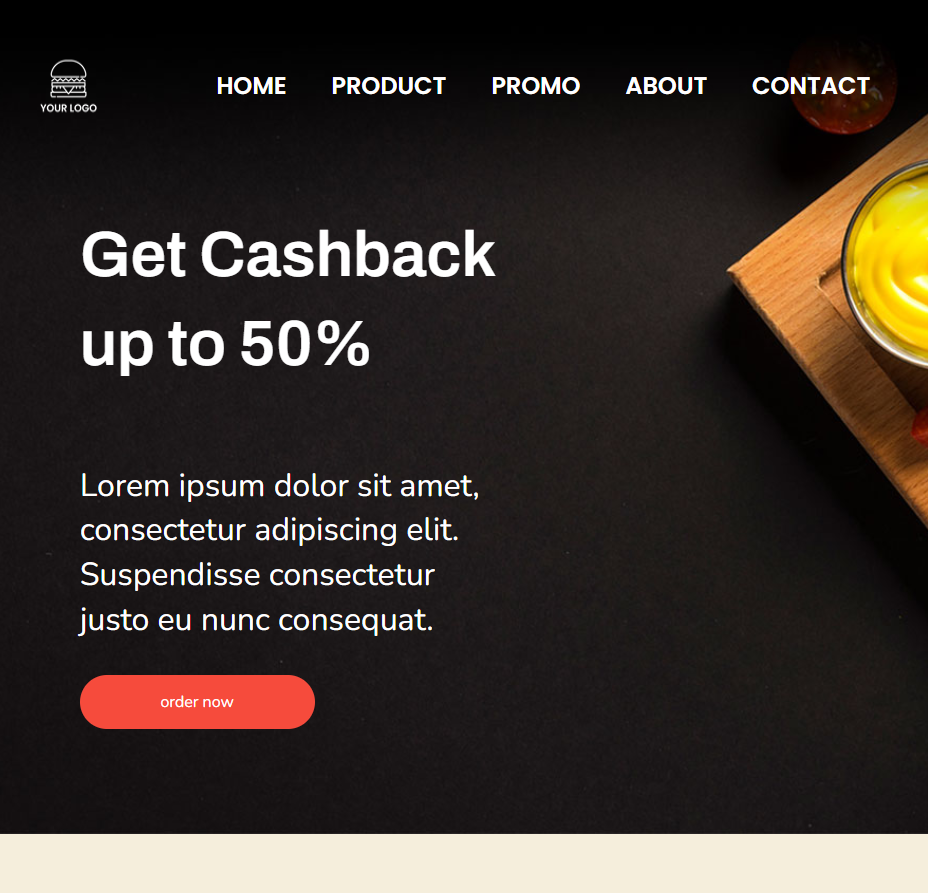 YOUR LOGO
HOME PRODUCT PROMO ABOUT CONTACT
Get Cashback
up to 50%
Lorem ipsum dolor sit amet,
consectetur adipiscing elit.
Suspendisse consectetur
justo eu nunc consequat.
order now